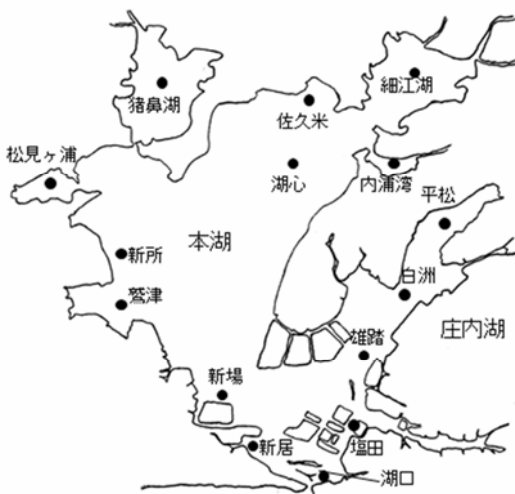 細江湖
猪鼻湖
佐久米
松見ヶ浦
湖心
内浦湾
平松
本湖
新所
白洲
鷲津
庄内湖
雄踏
新場
新居
塩田
湖口